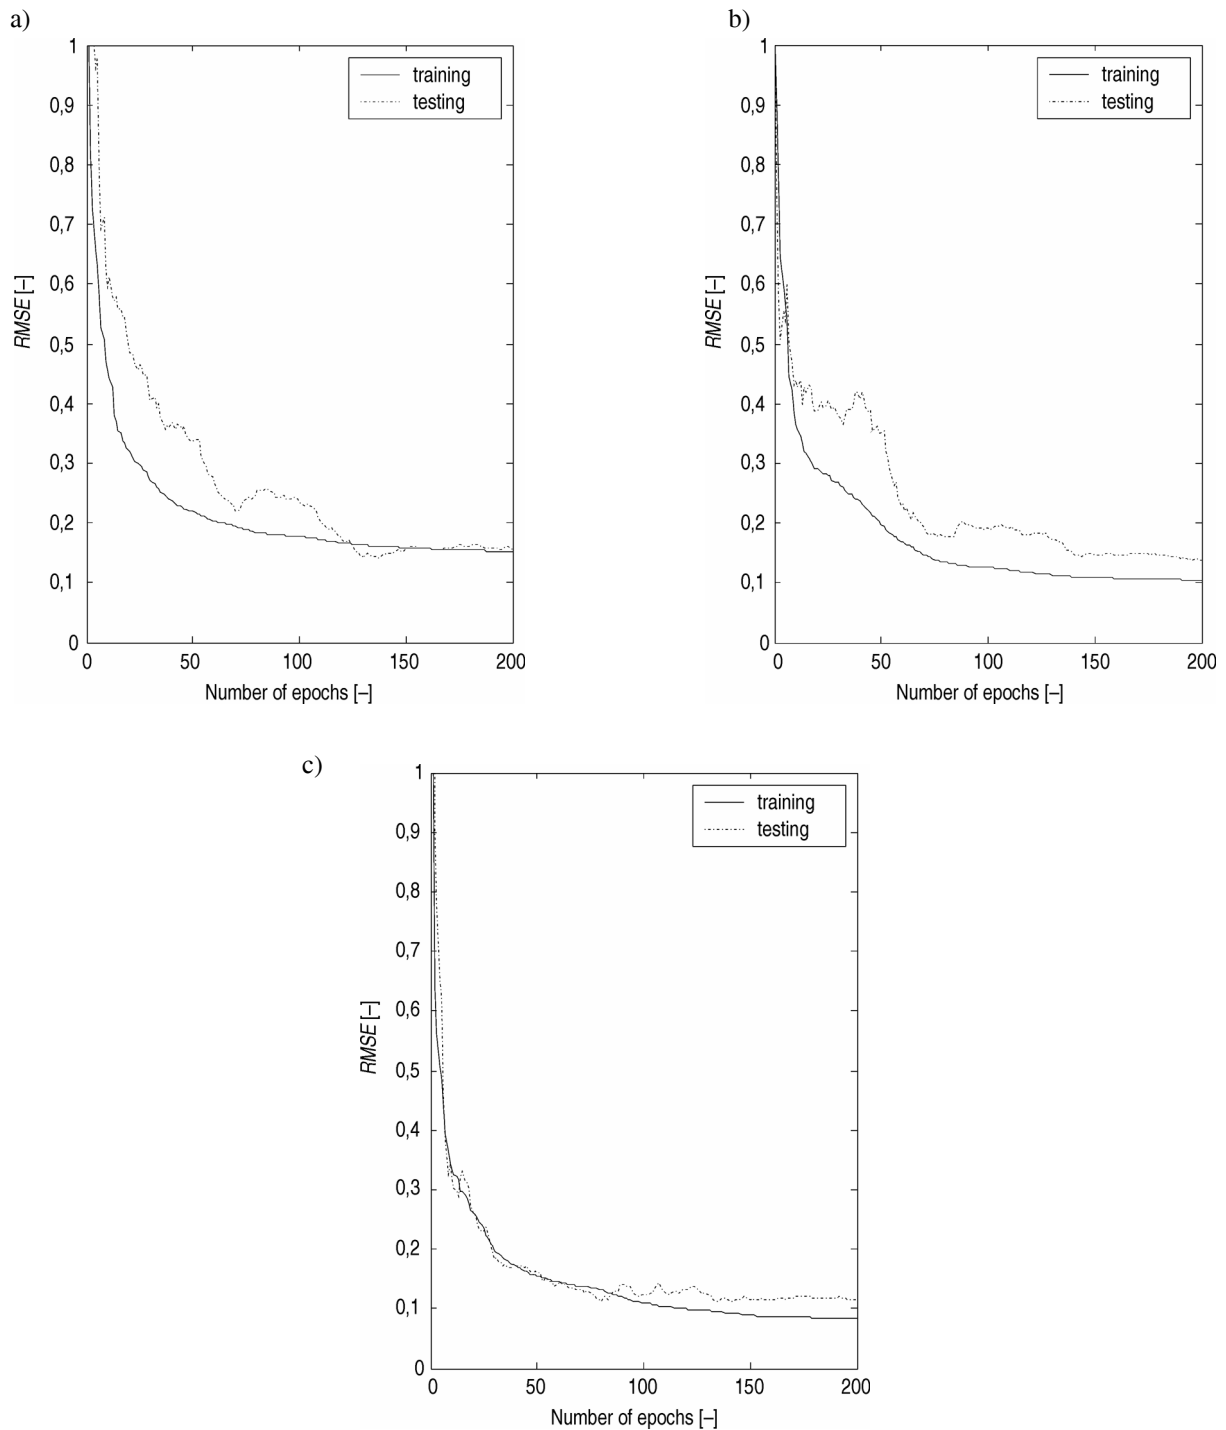 a)
1
0,9
0,8
0,7
0,6
0,5
0,4
0,3
0,2
0,1
0
RMSE [–]
training
testing
0 50 100 150 200
Number of epochs [–]
b)
1
0,9
0,8
0,7
0,6
0,5
0,4
0,3
0,2
0,1
0
RMSE [–]
training
testing
0 50 100 150 200
Number of epochs [–]
c)
1
0,9
0,8
0,7
0,6
0,5
0,4
0,3
0,2
0,1
0
RMSE [–]
training
testing
0 50 100 150 200
Number of epochs [–]